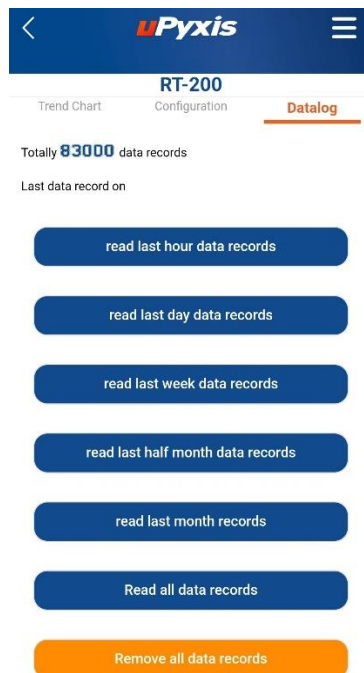 uPyxis
RT-200
Trend Chart Configuration Datalog
Totally 83000 data records
Last data record on
read last hour data records
read last day data records
read last week data records
read last half month data records
read last month records
Read all data records
Remove all data records